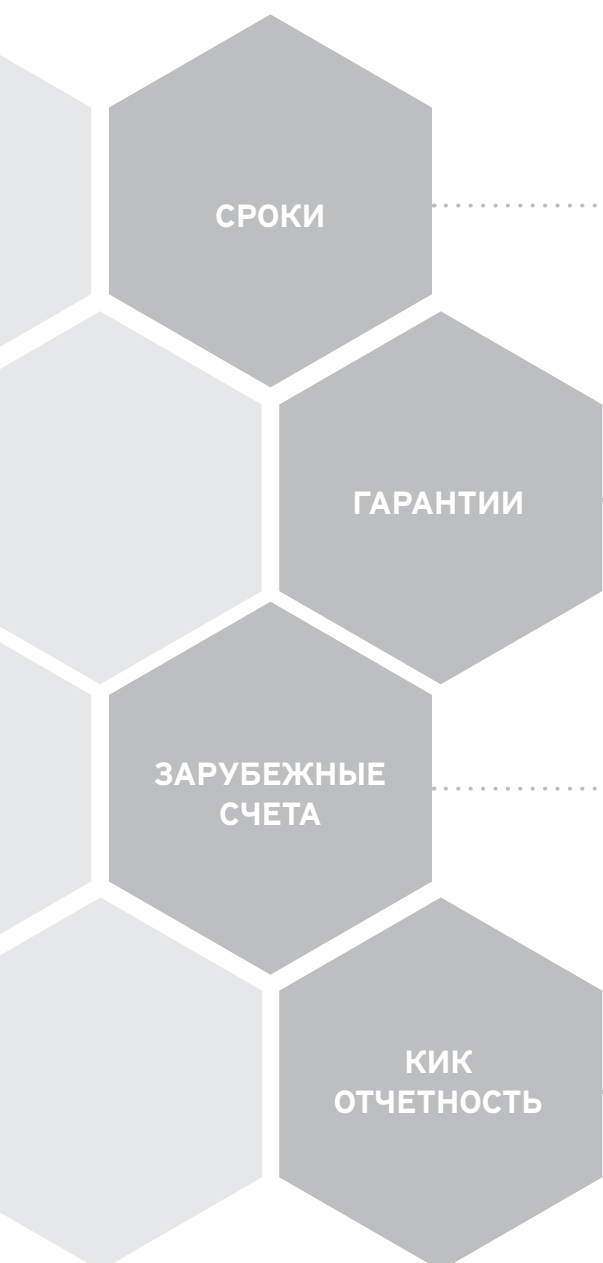 СРОКИ
ГАРАНТИИ
ЗАРУБЕЖНЫЕ
СЧЕТА
КИК
ОТЧЕТНОСТЬ